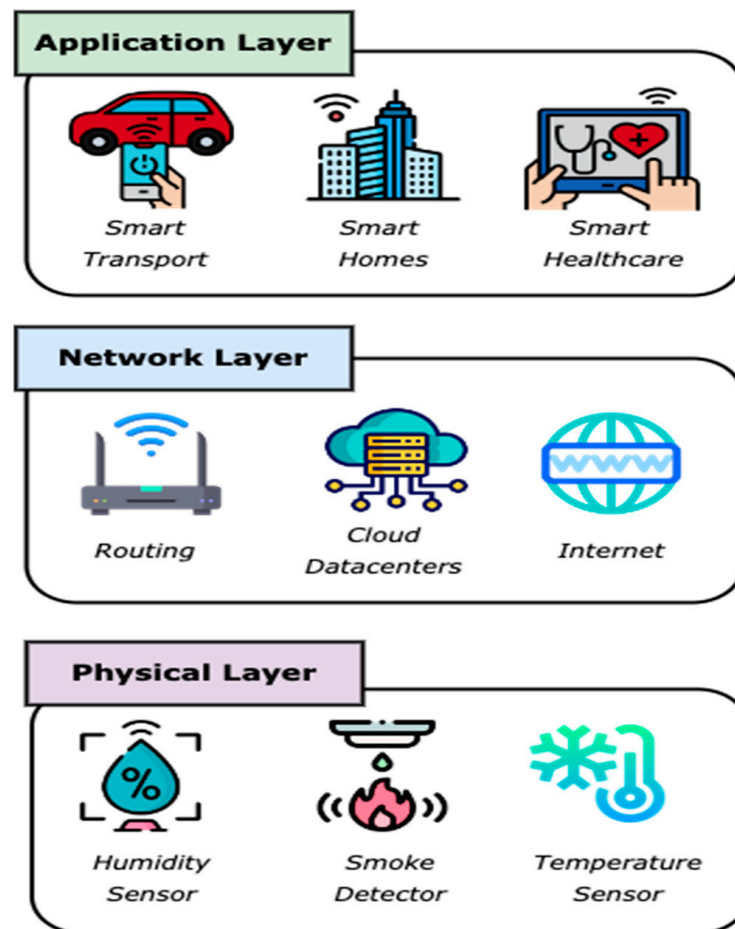 Application Layer
Smart
Transport
Smart
Homes
Smart
Healthcare
Network Layer
Routing
Cloud
Datacenters
Internet
Physical Layer
%
Humidity
Sensor
Smoke
Detector
Temperature
Sensor